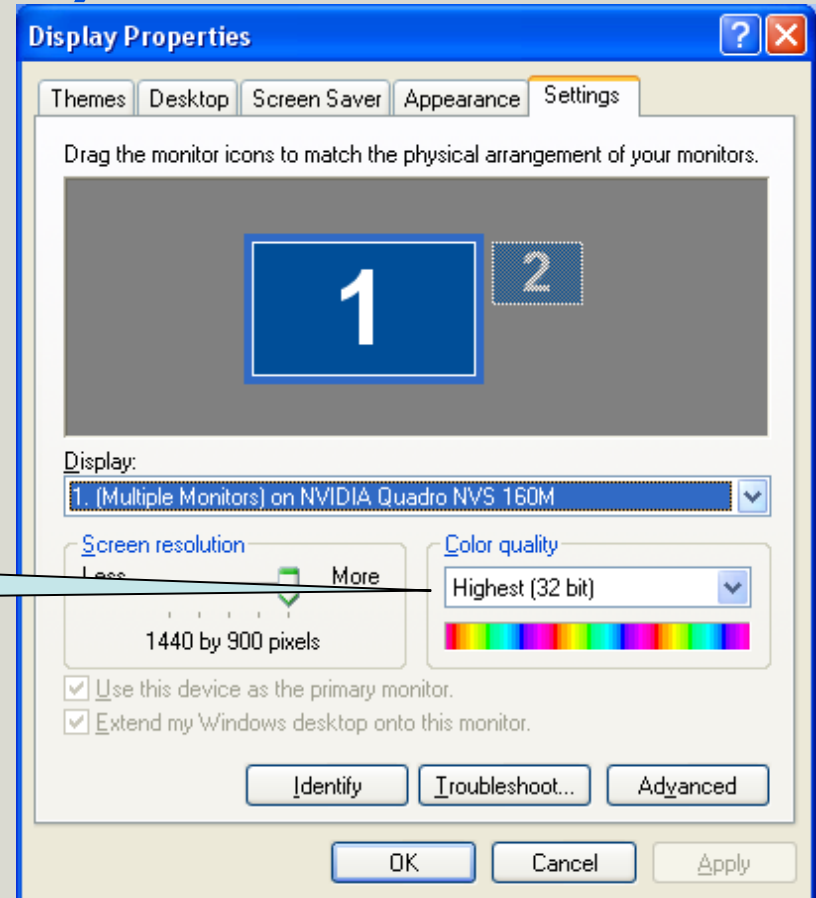 Display Properties
Themes Desktop Screen Saver Appearance Settings
Drag the monitor icons to match the physical arrangement of your monitors.
1 2
Display:
1. (Multiple Monitors) on NVIDIA Quadro NVS 160M
Screen resolution
Less More
1440 by 900 pixels
Color quality
Highest (32 bit)
Use this device as the primary monitor.
Extend my Windows desktop onto this monitor.
Identify Troubleshoot... Advanced
OK Cancel Apply